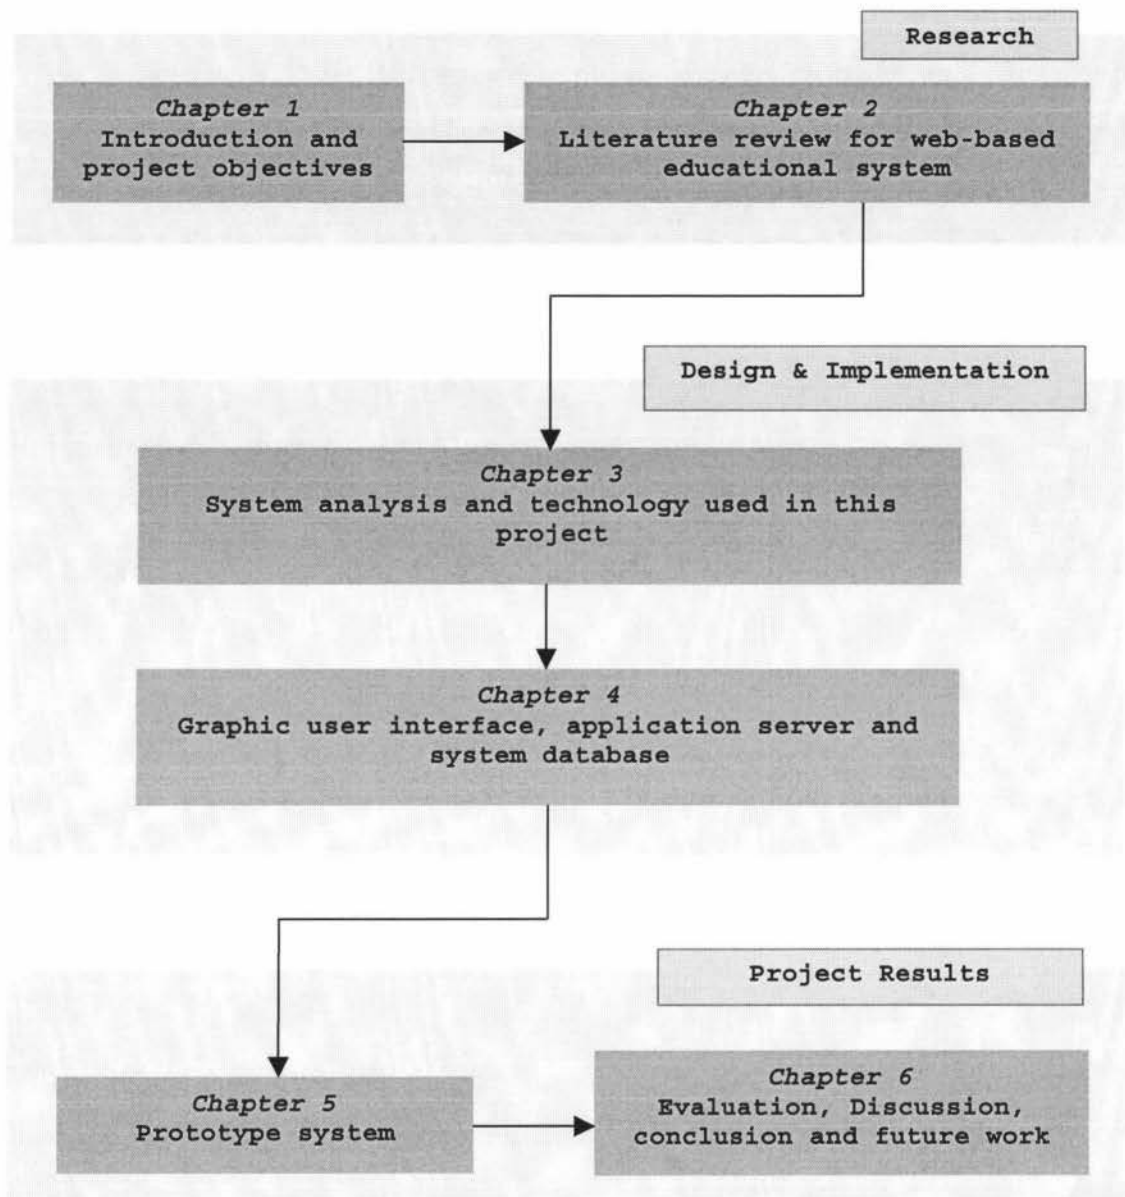 Research
Chapter 1
Introduction and
project objectives
Chapter 2
Literature review for web-based
educational system
Design & Implementation
Chapter 3
System analysis and technology used in this
project
Chapter 4
Graphic user interface, application server and
system database
Project Results
Chapter 5
Prototype system
Chapter 6
Evaluation, Discussion,
conclusion and future work